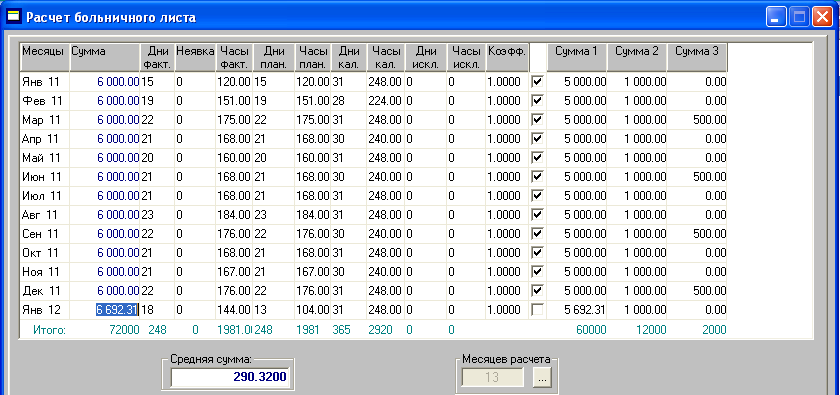 Расчет больничного листа
Месяцы Сумма Дни факт. Неявка Часы факт. Дни план. Часы план. Дни кал. Часы кал. Дни искл. Часы искл. Коэфф. Сумма 1 Сумма 2 Сумма 3
Янв 11 6 000.00 15 0 120.00 15 120.00 31 248.00 0 0 1.0000 5 000.00 1 000.00 0.00
Фев 11 6 000.00 19 0 151.00 19 151.00 28 224.00 0 0 1.0000 5 000.00 1 000.00 0.00
Мар 11 6 000.00 22 0 175.00 22 175.00 31 248.00 0 0 1.0000 5 000.00 1 000.00 500.00
Апр 11 6 000.00 21 0 168.00 21 168.00 30 240.00 0 0 1.0000 5 000.00 1 000.00 0.00
Май 11 6 000.00 20 0 160.00 20 160.00 31 248.00 0 0 1.0000 5 000.00 1 000.00 0.00
Июн 11 6 000.00 21 0 168.00 21 168.00 30 240.00 0 0 1.0000 5 000.00 1 000.00 500.00
Июл 11 6 000.00 21 0 168.00 21 168.00 31 248.00 0 0 1.0000 5 000.00 1 000.00 0.00
Авг 11 6 000.00 23 0 184.00 23 184.00 31 248.00 0 0 1.0000 5 000.00 1 000.00 0.00
Сен 11 6 000.00 22 0 176.00 22 176.00 30 240.00 0 0 1.0000 5 000.00 1 000.00 500.00
Окт 11 6 000.00 21 0 168.00 21 168.00 31 248.00 0 0 1.0000 5 000.00 1 000.00 0.00
Ноя 11 6 000.00 21 0 167.00 21 167.00 30 240.00 0 0 1.0000 5 000.00 1 000.00 0.00
Дек 11 6 000.00 22 0 176.00 22 176.00 31 248.00 0 0 1.0000 5 000.00 1 000.00 500.00
Янв 12 6 692.31 18 0 144.00 13 104.00 31 248.00 0 0 1.0000 5 692.31 1 000.00 0.00
Итого: 72000 248 0 1981.0 248 1981 365 2920 0 0 60000 12000 2000
Средняя сумма: Месяцев расчета
290.3200 13 ...